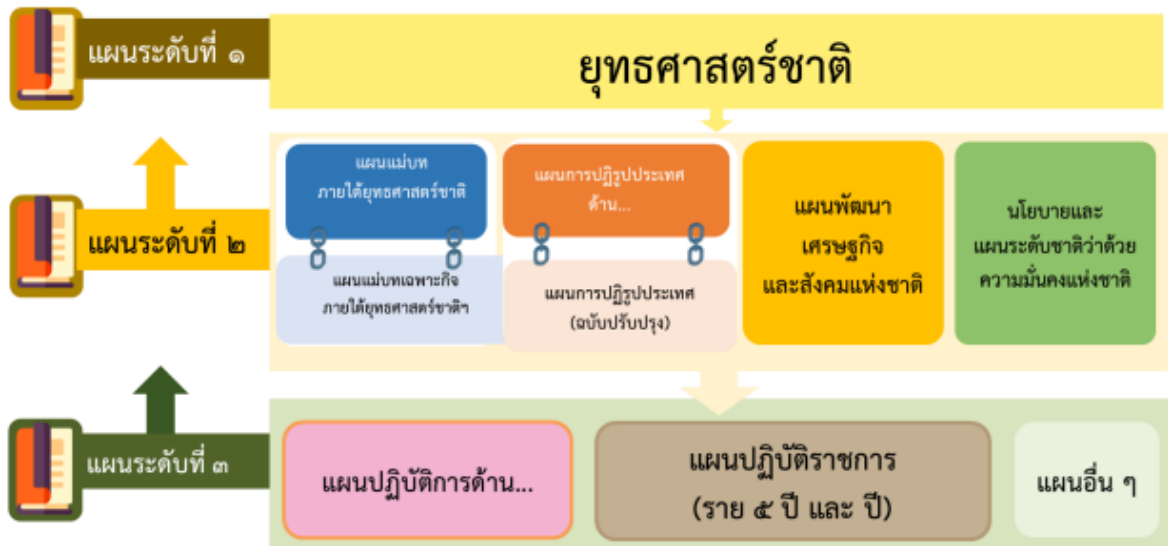 แผนระดับที่ ๑
ยุทธศาสตร์ชาติ
แผนระดับที่ ๒
แผนแม่บท
ภายใต้ยุทธศาสตร์ชาติ
แผนแม่บทเฉพาะกิจ
ภายใต้ยุทธศาสตร์ชาติฯ
แผนการปฏิรูปประเทศ
ด้าน...
แผนการปฏิรูปประเทศ
(ฉบับปรับปรุง)
แผนพัฒนา
เศรษฐกิจ
และสังคมแห่งชาติ
นโยบายและ
แผนระดับชาติว่าด้วย
ความมั่นคงแห่งชาติ
แผนระดับที่ ๓
แผนปฏิบัติการด้าน...
แผนปฏิบัติราชการ
(ราย ๕ ปี และ ปี)
แผนอื่น ๆ